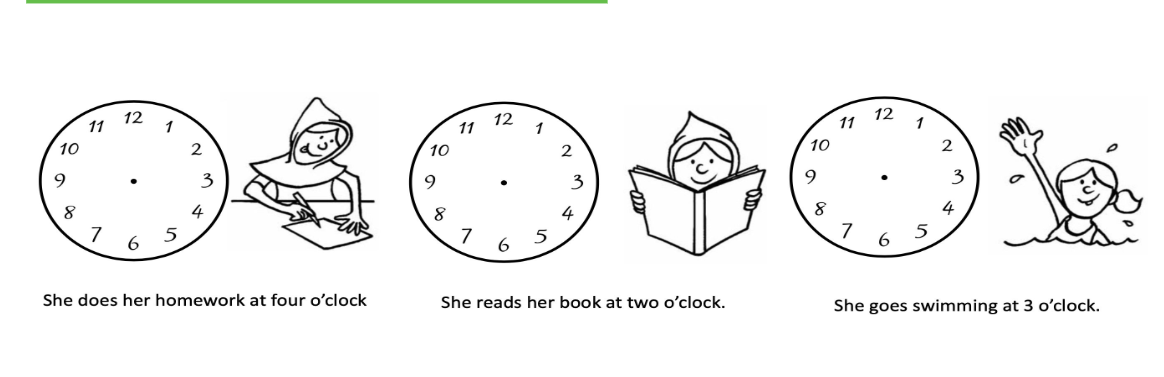 11 12 1
10 2
9 3
8 4
7 6 5
11 12 1
10 2
9 3
8 4
7 6 5
11 12 1
10 2
9 3
8 4
7 6 5
She does her homework at four o’clock
She reads her book at two o’clock.
She goes swimming at 3 o’clock.